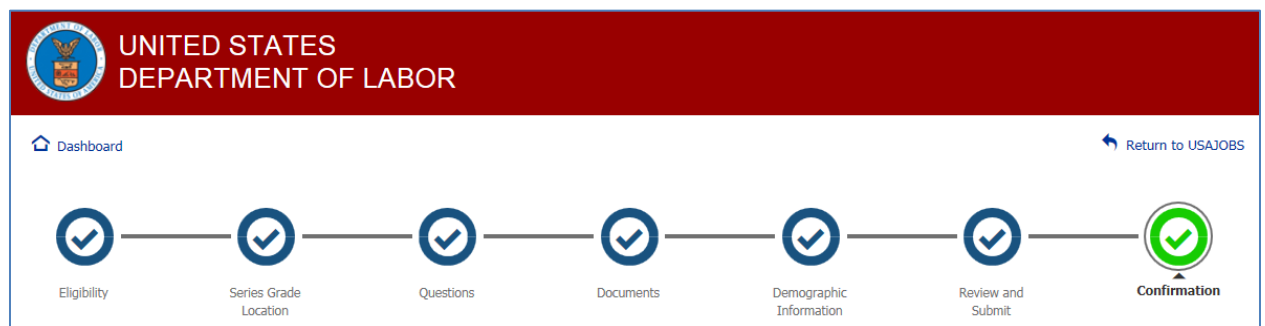 UNITED STATES
DEPARTMENT OF LABOR
Dashboard
Return to USAJOBS
Eligibility
Series Grade
Location
Questions
Documents
Demographic
Information
Review and
Submit
Confirmation